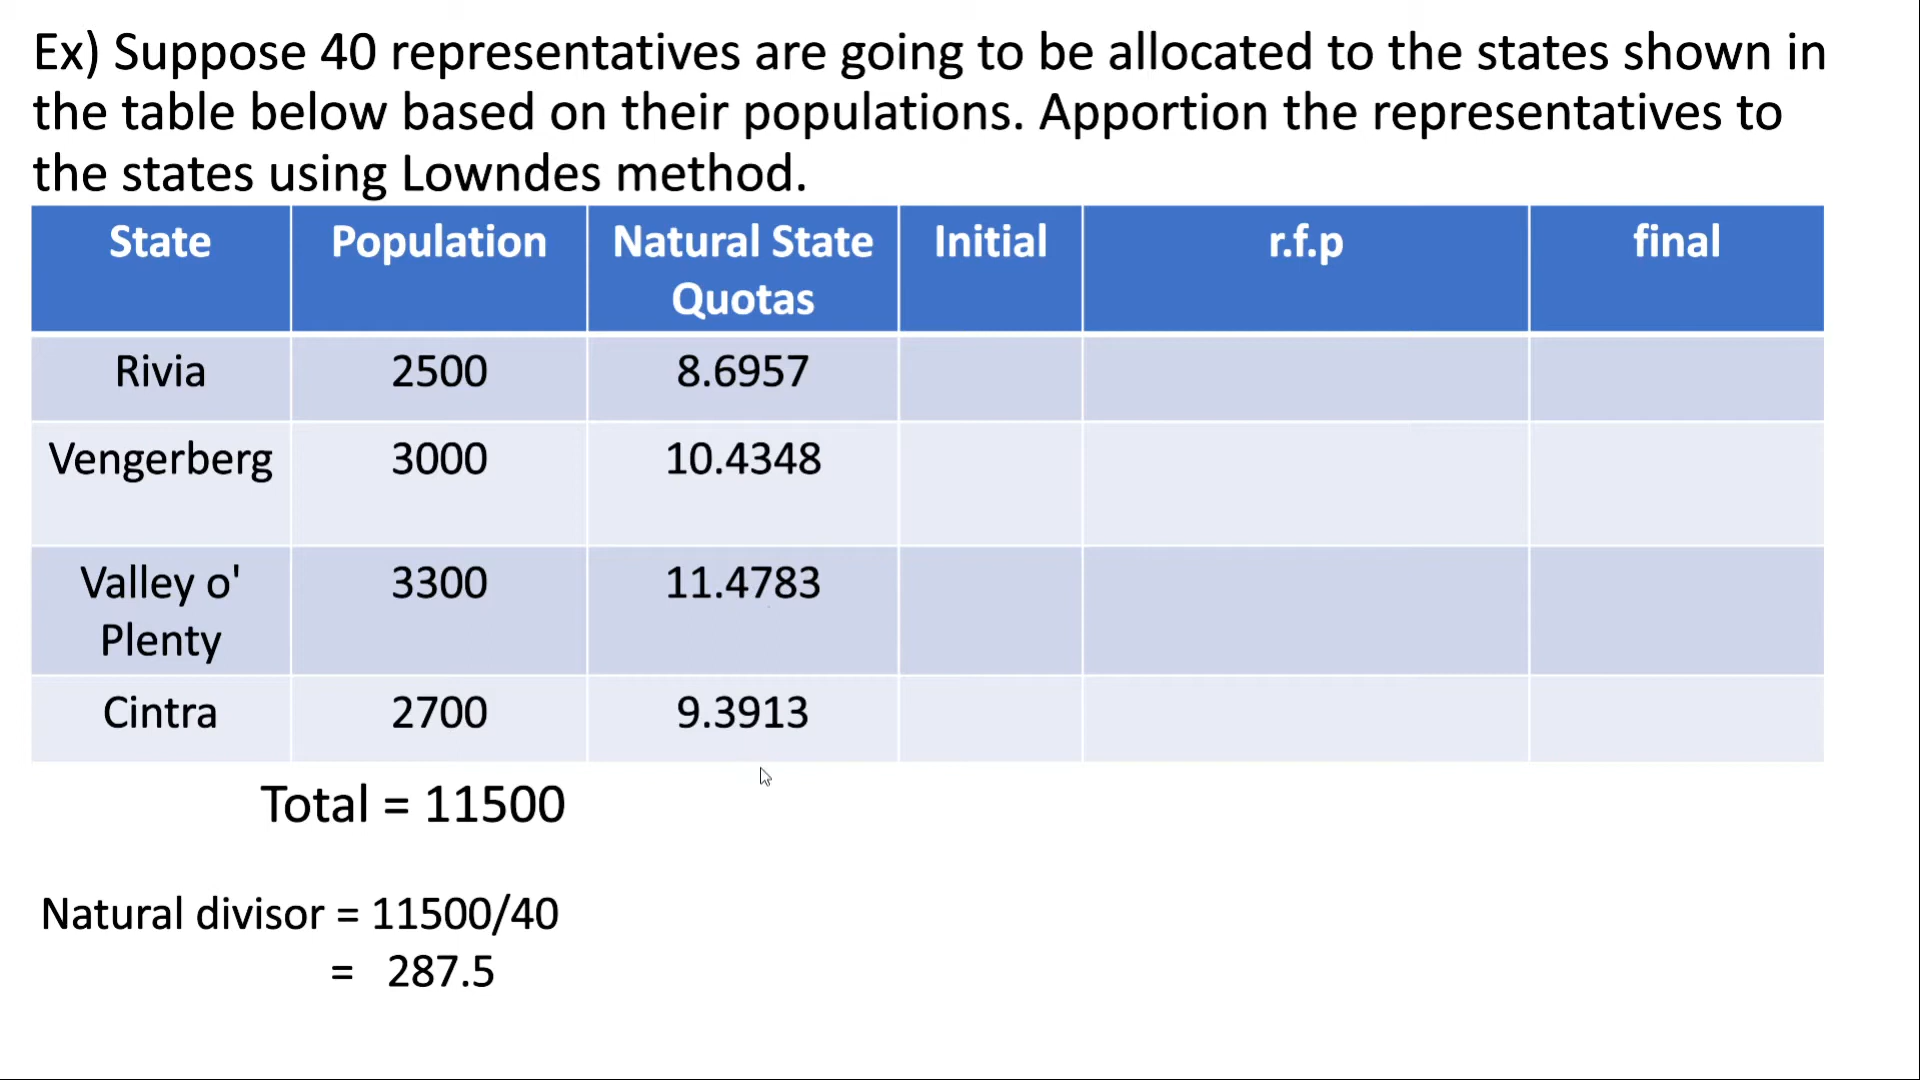 Ex) Suppose 40 representatives are going to be allocated to the states shown in
the table below based on their populations. Apportion the representatives to
the states using Lowndes method.
State Population Natural State Quotas Initial r.f.p final
Rivia 2500 8.6957
Vengerberg 3000 10.4348
Valley o' Plenty 3300 11.4783
Cintra 2700 9.3913
Total = 11500
Natural divisor = 11500/40
= 287.5